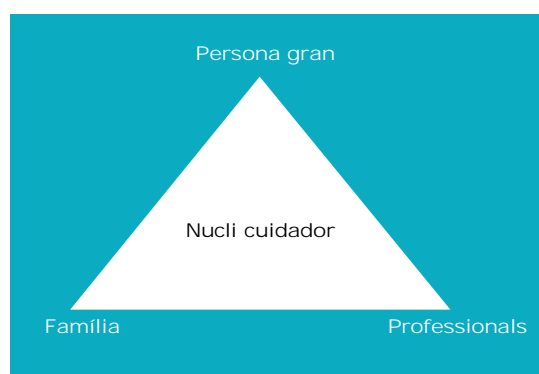 Persona gran
Nucli cuidador
Família
Professionals